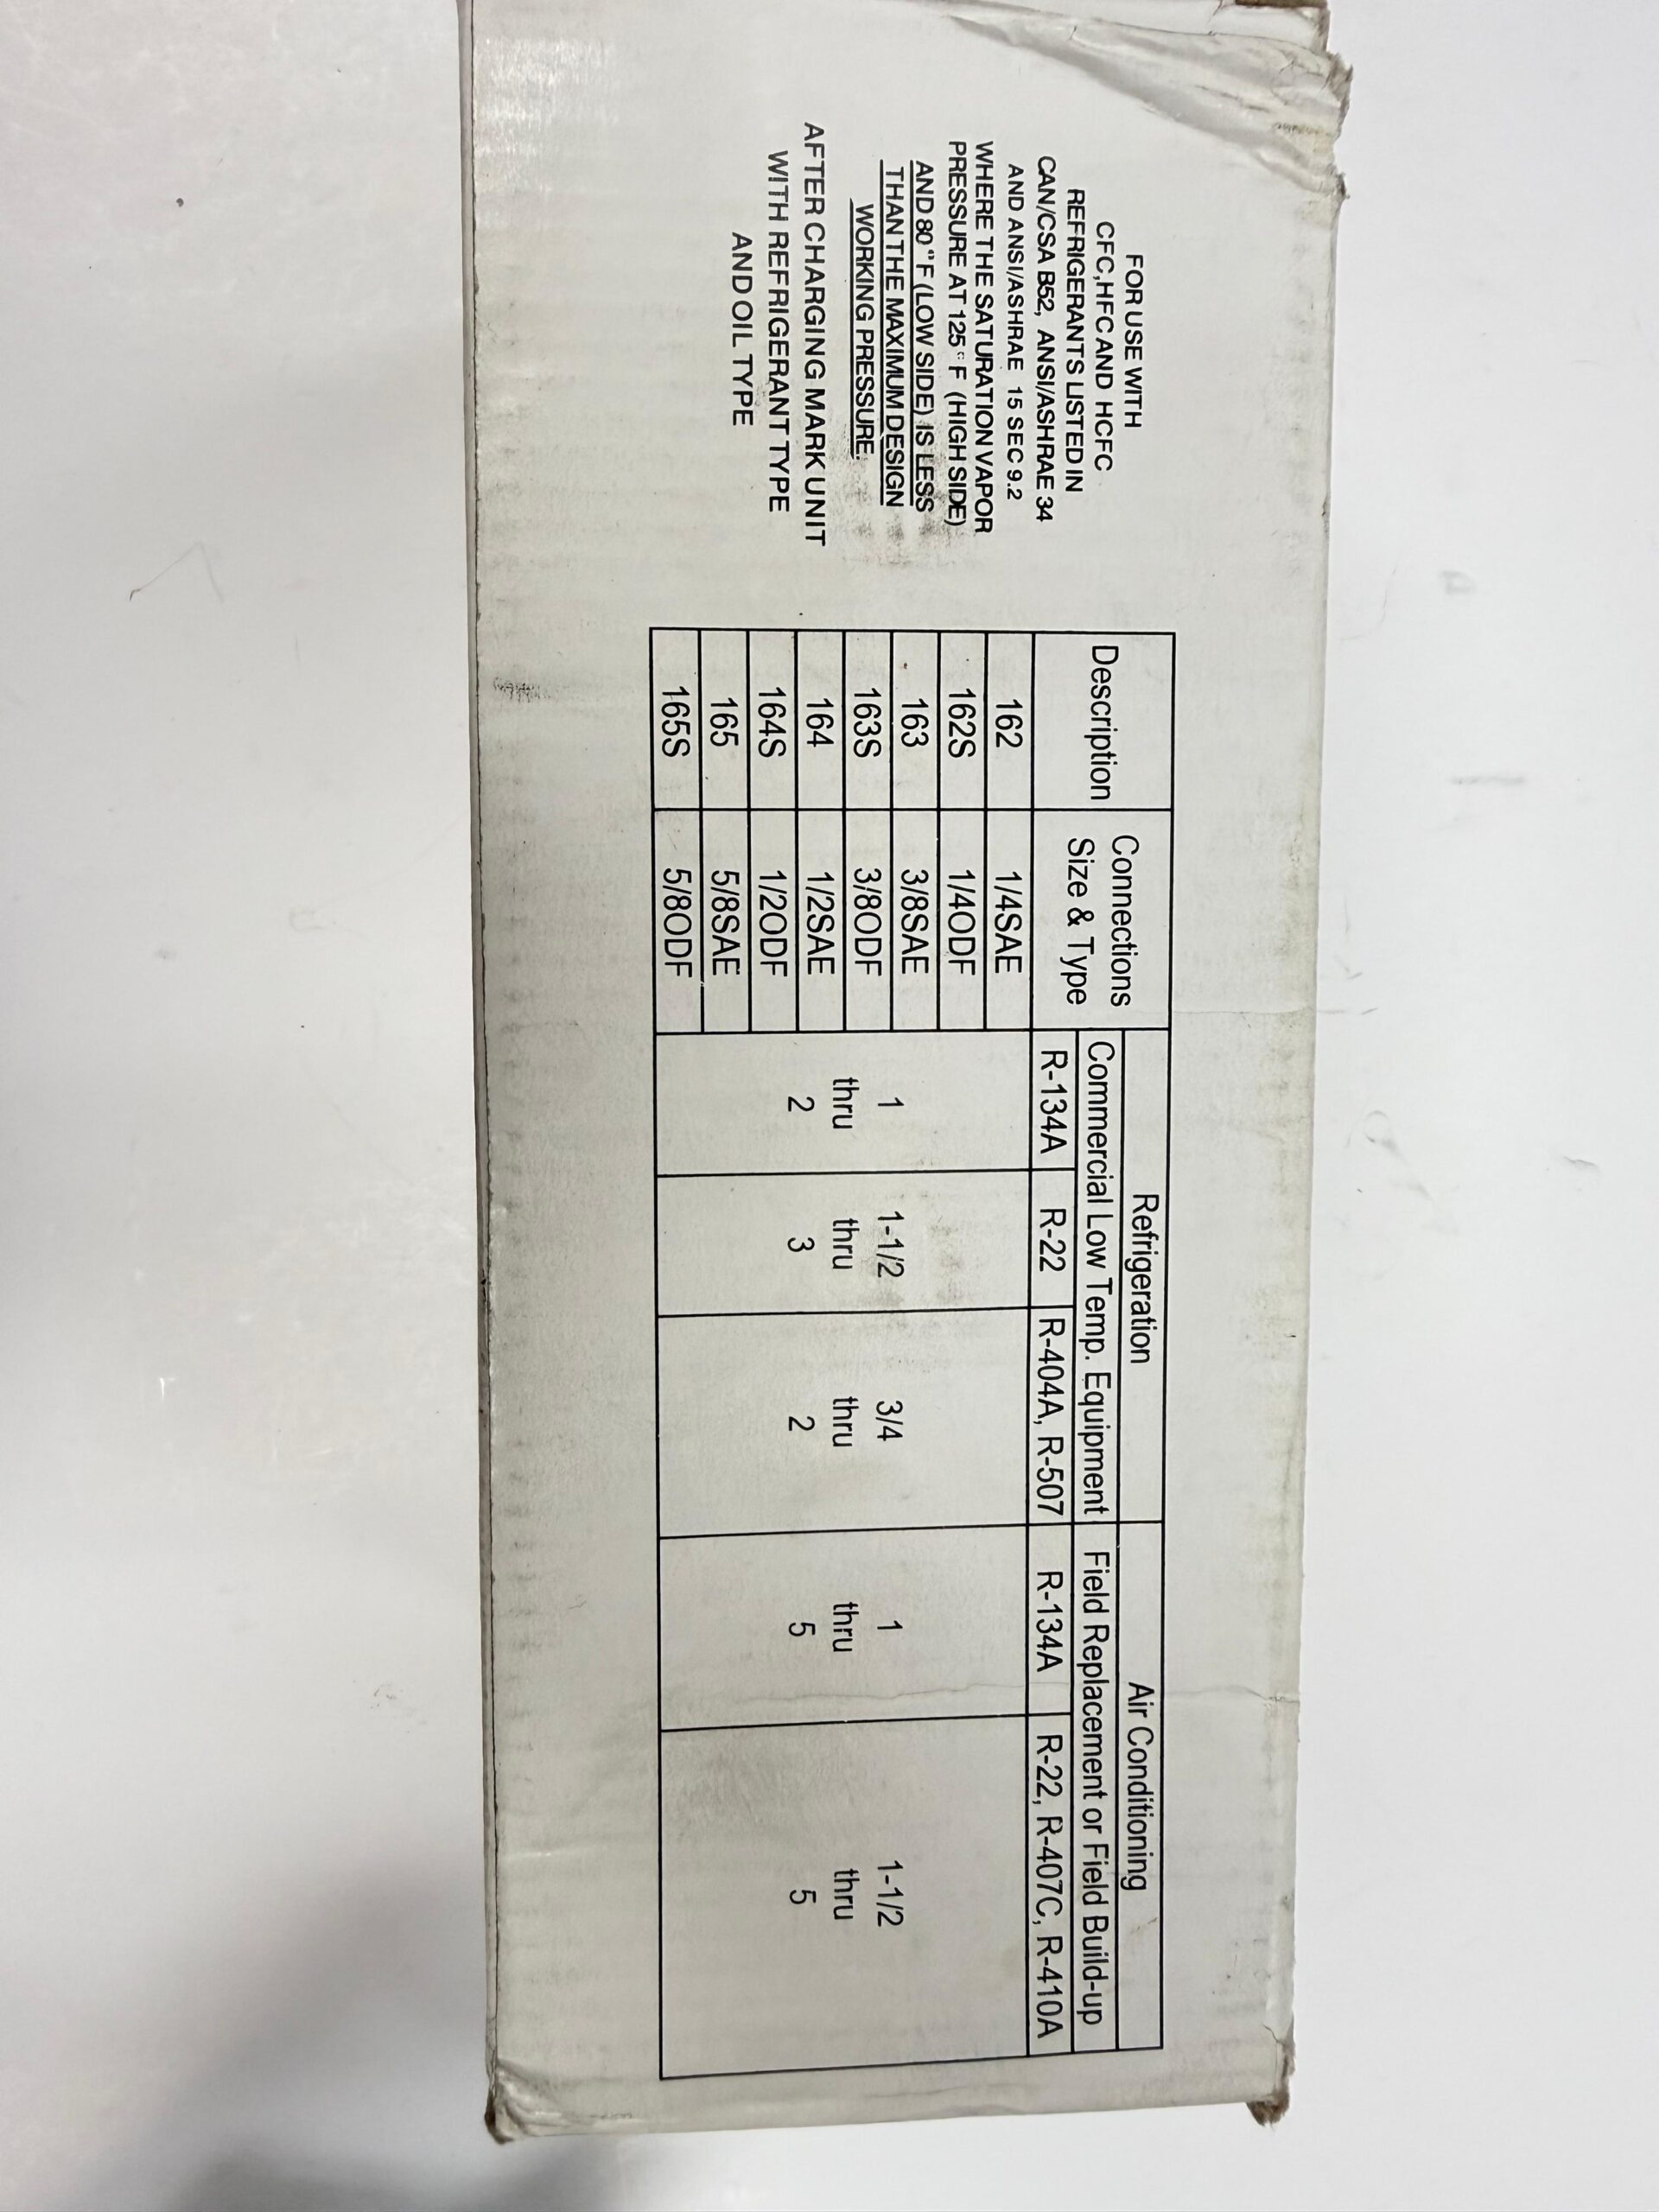 FOR USE WITH
CFC,HFC AND HCFC
REFRIGERANTS LISTED IN
CAN/CSA B52, ANSI/ASHRAE 34
AND ANSI/ASHRAE 15 SEC 9.2
WHERE THE SATURATION VAPOR
PRESSURE AT 125°F (HIGH SIDE)
AND 80°F (LOW SIDE) IS LESS
THAN THE MAXIMUM DESIGN
WORKING PRESSURE.
AFTER CHARGING MARK UNIT
WITH REFRIGERANT TYPE
AND OIL TYPE
Description Connections Size & Type Refrigeration Air Conditioning
Commercial Low Temp. Equipment Field Replacement or Field Build-up
R-134A R-22 R-404A, R-507 R-134A R-22, R-407C, R-410A
162 1/4SAE
162S 1/4ODF
163 3/8SAE 1 1-1/2 3/4 1 1-1/2
163S 3/8ODF thru thru thru thru thru
164 1/2SAE 2 3 2 5 5
164S 1/2ODF
165 5/8SAE
165S 5/8ODF